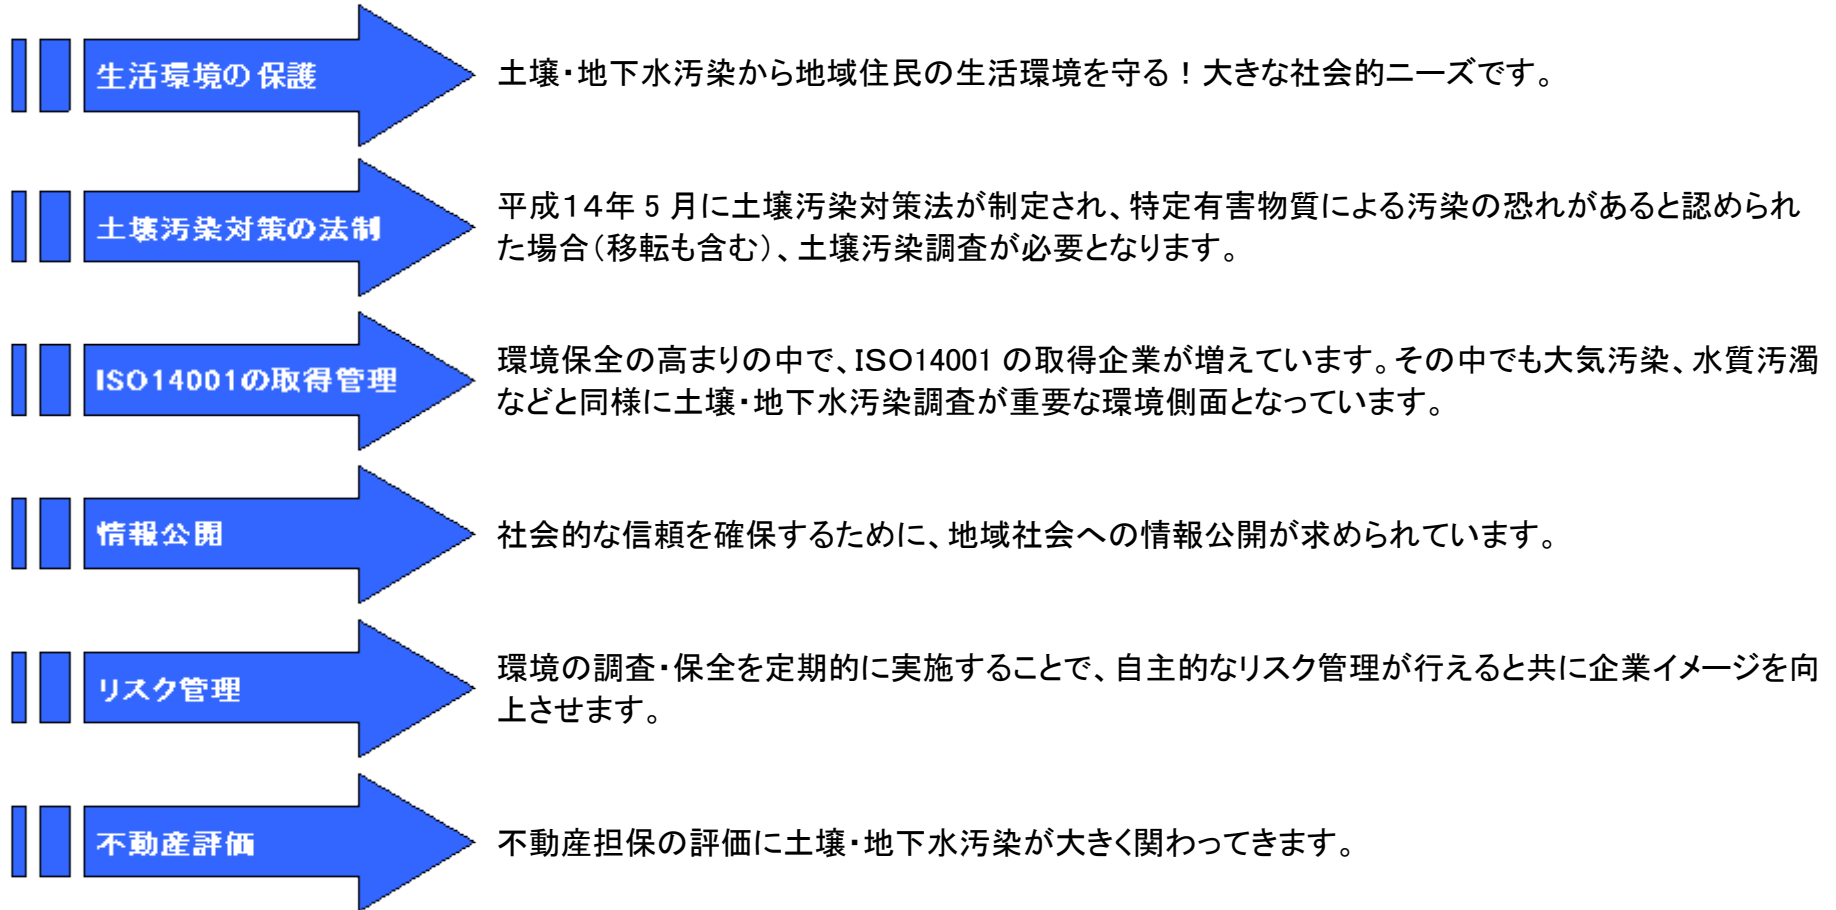 生活環境の保護
土壌・地下水汚染から地域住民の生活環境を守る！大きな社会的ニーズです。
土壌汚染対策の法制
平成１４年 5 月に土壌汚染対策法が制定され、特定有害物質による汚染の恐れがあると認められ
た場合（移転も含む）、土壌汚染調査が必要となります。
ISO14001の取得管理
環境保全の高まりの中で、ISO14001 の取得企業が増えています。その中でも大気汚染、水質汚濁
などと同様に土壌・地下水汚染調査が重要な環境側面となっています。
情報公開
社会的な信頼を確保するために、地域社会への情報公開が求められています。
リスク管理
環境の調査・保全を定期的に実施することで、自主的なリスク管理が行えると共に企業イメージを向
上させます。
不動産評価
不動産担保の評価に土壌・地下水汚染が大きく関わってきます。